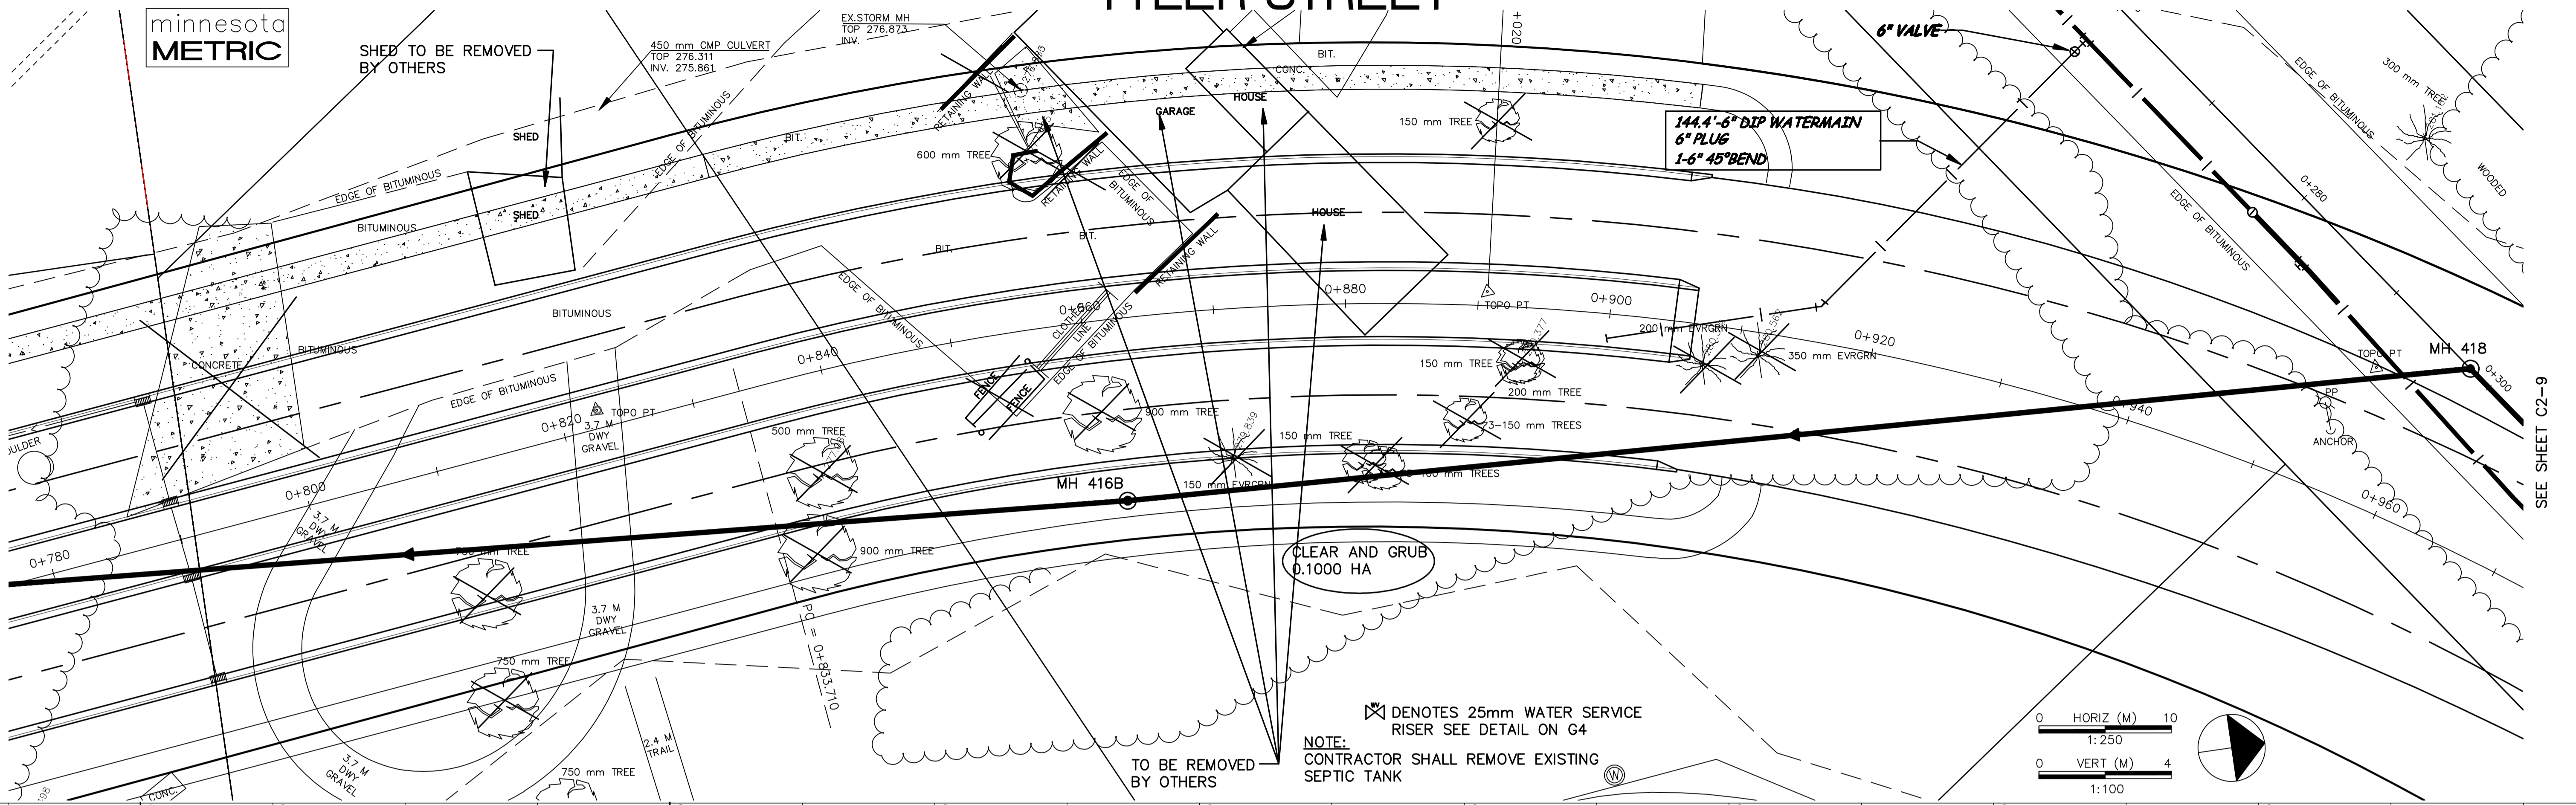 TYLER STREET
minnesota
METRIC
SHED TO BE REMOVED
BY OTHERS
450 mm CMP CULVERT
TOP 276.311
INV. 275.861
EX.STORM MH
TOP 276.873
INV.
EDGE OF BITUMINOUS
SHED
EDGE OF BITUMINOUS
BIT.
SHED
BITUMINOUS
BITUMINOUS
BITUMINOUS
CONCRETE
EDGE OF BITUMINOUS
RETAINING WALL
600 mm TREE
RETAINING WALL
EDGE OF
BITUMINOUS
GARAGE
HOUSE
BIT.
CONC.
HOUSE
BIT.
BIT.
RETAINING WALL
EDGE OF BITUMINOUS
CLOTHES
LINE
EDGE OF BITUMINOUS
FENCE
FENCE
150 mm TREE
+020
144.4'-6" DIP WATERMAIN
6" PLUG
1-6" 45°BEND
6" VALVE
EDGE OF BITUMINOUS
300 mm TREE
WOODED
0+280
EDGE OF BITUMINOUS
0+780
0+800
0+820
0+840
0+860
0+880
0+900
0+920
0+940
0+960
0+300
TOPO PT
TOPO PT
TOPO PT
MH 418
PP
ANCHOR
SEE SHEET C2-9
200 mm EVRGRN
350 mm EVRGRN
150 mm TREE
200 mm TREE
3-150 mm TREES
150 mm TREE
100 mm TREES
150 mm EVRGRN
900 mm TREE
500 mm TREE
900 mm TREE
MH 416B
3.7 M
DWY
GRAVEL
3.7 M
DWY
GRAVEL
3.7 M
DWY
GRAVEL
3.7 M
DWY
GRAVEL
750 mm TREE
750 mm TREE
750 mm TREE
2.4 M
TRAIL
CONC.
PC = 0+833.710
CLEAR AND GRUB
0.1000 HA
WV DENOTES 25mm WATER SERVICE
RISER SEE DETAIL ON G4
NOTE:
CONTRACTOR SHALL REMOVE EXISTING
SEPTIC TANK
TO BE REMOVED
BY OTHERS
W
0 HORIZ (M) 10
1:250
0 VERT (M) 4
1:100